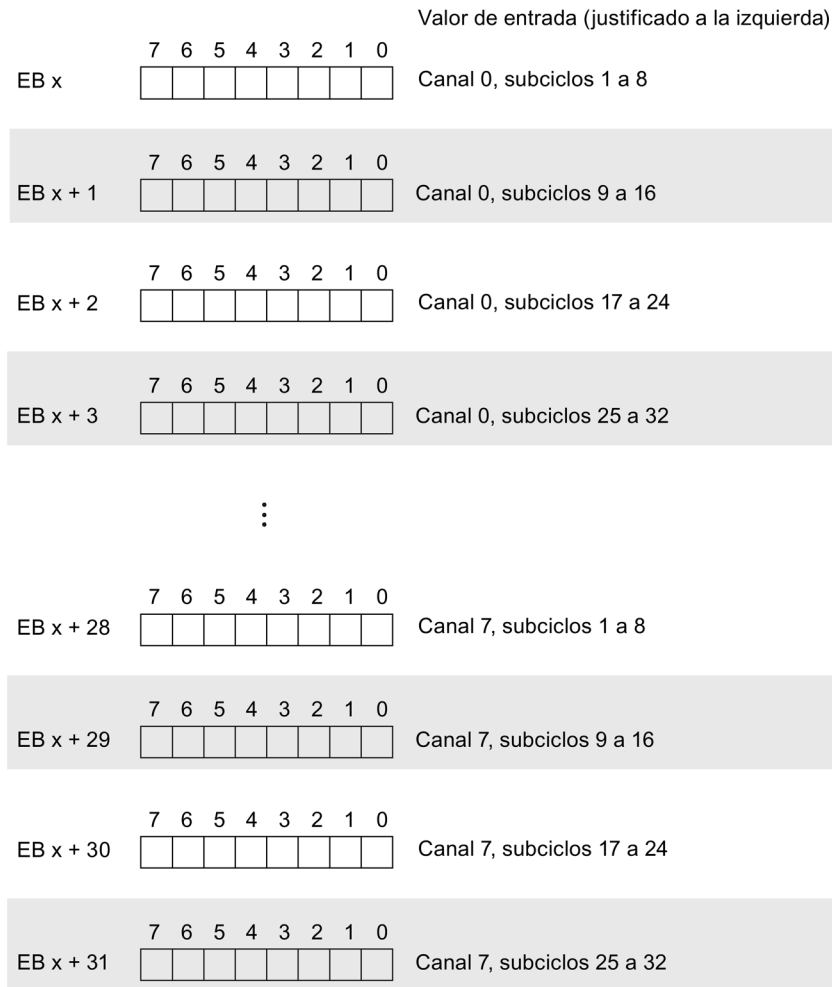 Valor de entrada (justificado a la izquierda)
7 6 5 4 3 2 1 0
EB x Canal 0, subciclos 1 a 8
7 6 5 4 3 2 1 0
EB x + 1 Canal 0, subciclos 9 a 16
7 6 5 4 3 2 1 0
EB x + 2 Canal 0, subciclos 17 a 24
7 6 5 4 3 2 1 0
EB x + 3 Canal 0, subciclos 25 a 32
⋮
7 6 5 4 3 2 1 0
EB x + 28 Canal 7, subciclos 1 a 8
7 6 5 4 3 2 1 0
EB x + 29 Canal 7, subciclos 9 a 16
7 6 5 4 3 2 1 0
EB x + 30 Canal 7, subciclos 17 a 24
7 6 5 4 3 2 1 0
EB x + 31 Canal 7, subciclos 25 a 32